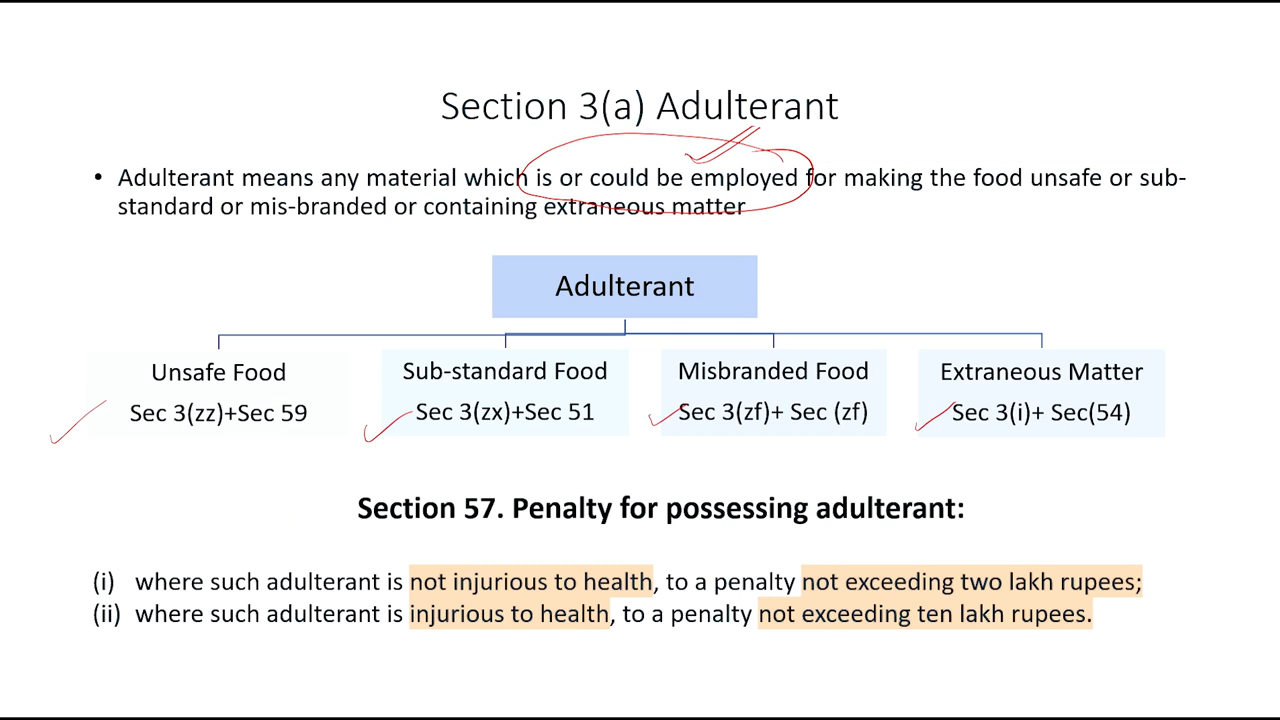 Section 3(a) Adulterant
• Adulterant means any material which is or could be employed for making the food unsafe or sub-
standard or mis-branded or containing extraneous matter
Adulterant
Unsafe Food
Sec 3(zz)+Sec 59
Sub-standard Food
Sec 3(zx)+Sec 51
Misbranded Food
Sec 3(zf)+ Sec (zf)
Extraneous Matter
Sec 3(i)+ Sec(54)
Section 57. Penalty for possessing adulterant:
(i) where such adulterant is not injurious to health, to a penalty not exceeding two lakh rupees;
(ii) where such adulterant is injurious to health, to a penalty not exceeding ten lakh rupees.